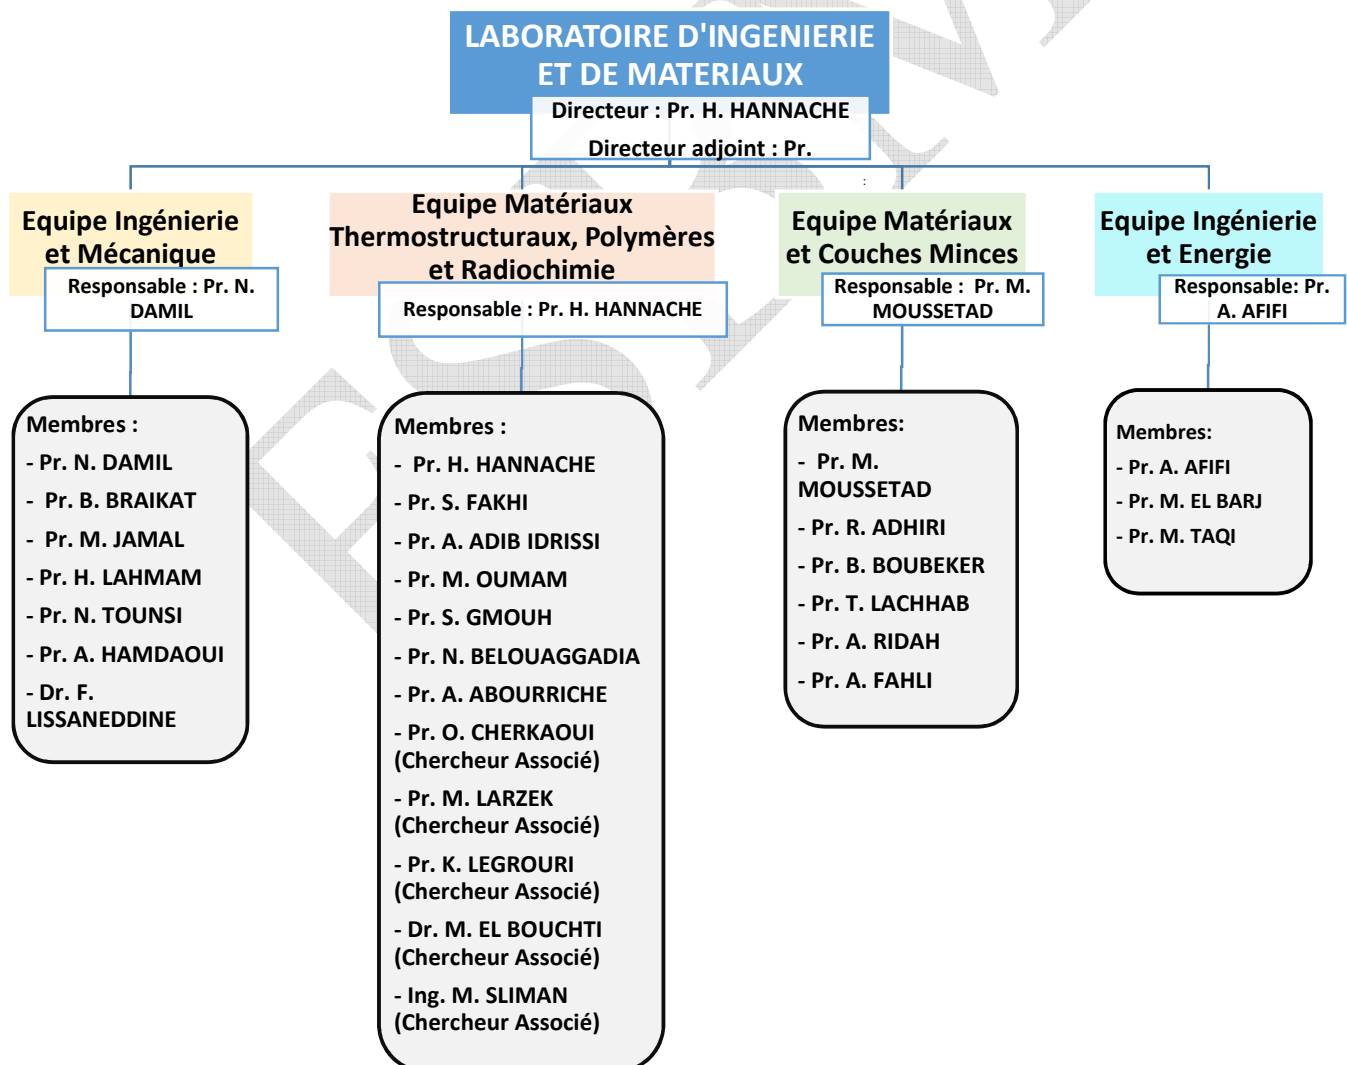 LABORATOIRE D'INGENIERIE
ET DE MATERIAUX
Directeur : Pr. H. HANNACHE
Directeur adjoint : Pr.
:
Equipe Ingénierie
et Mécanique
Responsable : Pr. N.
DAMIL
Membres :
- Pr. N. DAMIL
- Pr. B. BRAIKAT
- Pr. M. JAMAL
- Pr. H. LAHMAM
- Pr. N. TOUNSI
- Pr. A. HAMDAOUI
- Dr. F.
LISSANEDDINE
Equipe Matériaux
Thermostructuraux, Polymères
et Radiochimie
Responsable : Pr. H. HANNACHE
Membres :
- Pr. H. HANNACHE
- Pr. S. FAKHI
- Pr. A. ADIB IDRISSI
- Pr. M. OUMAM
- Pr. S. GMOUH
- Pr. N. BELOUAGGADIA
- Pr. A. ABOURRICHE
- Pr. O. CHERKAOUI
(Chercheur Associé)
- Pr. M. LARZEK
(Chercheur Associé)
- Pr. K. LEGROURI
(Chercheur Associé)
- Dr. M. EL BOUCHTI
(Chercheur Associé)
- Ing. M. SLIMAN
(Chercheur Associé)
Equipe Matériaux
et Couches Minces
Responsable : Pr. M.
MOUSSETAD
Membres:
- Pr. M.
MOUSSETAD
- Pr. R. ADHIRI
- Pr. B. BOUBEKER
- Pr. T. LACHHAB
- Pr. A. RIDAH
- Pr. A. FAHLI
Equipe Ingénierie
et Energie
Responsable: Pr.
A. AFIFI
Membres:
- Pr. A. AFIFI
- Pr. M. EL BARJ
- Pr. M. TAQI